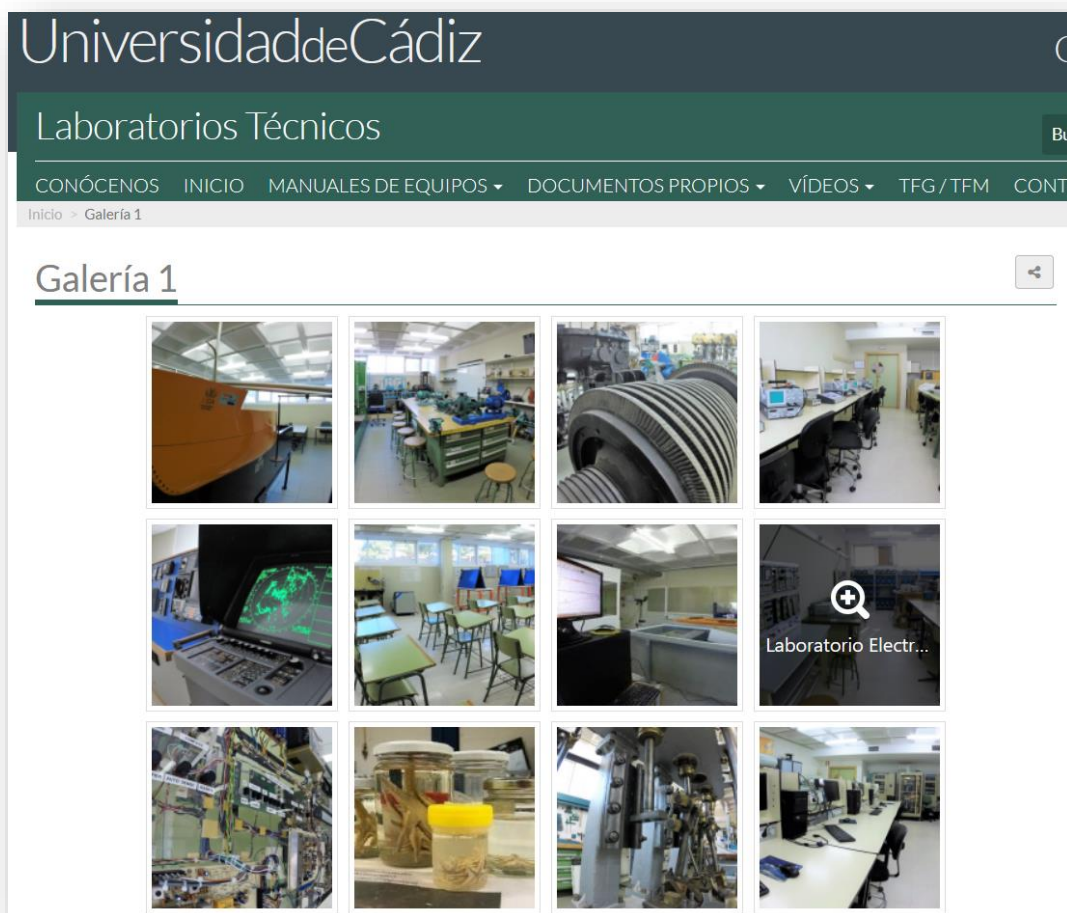 UniversidaddeCádiz
Laboratorios Técnicos
CONÓCENOS INICIO MANUALES DE EQUIPOS DOCUMENTOS PROPIOS VÍDEOS TFG / TFM CONT
Inicio > Galería 1
Galería 1
Laboratorio Electr...